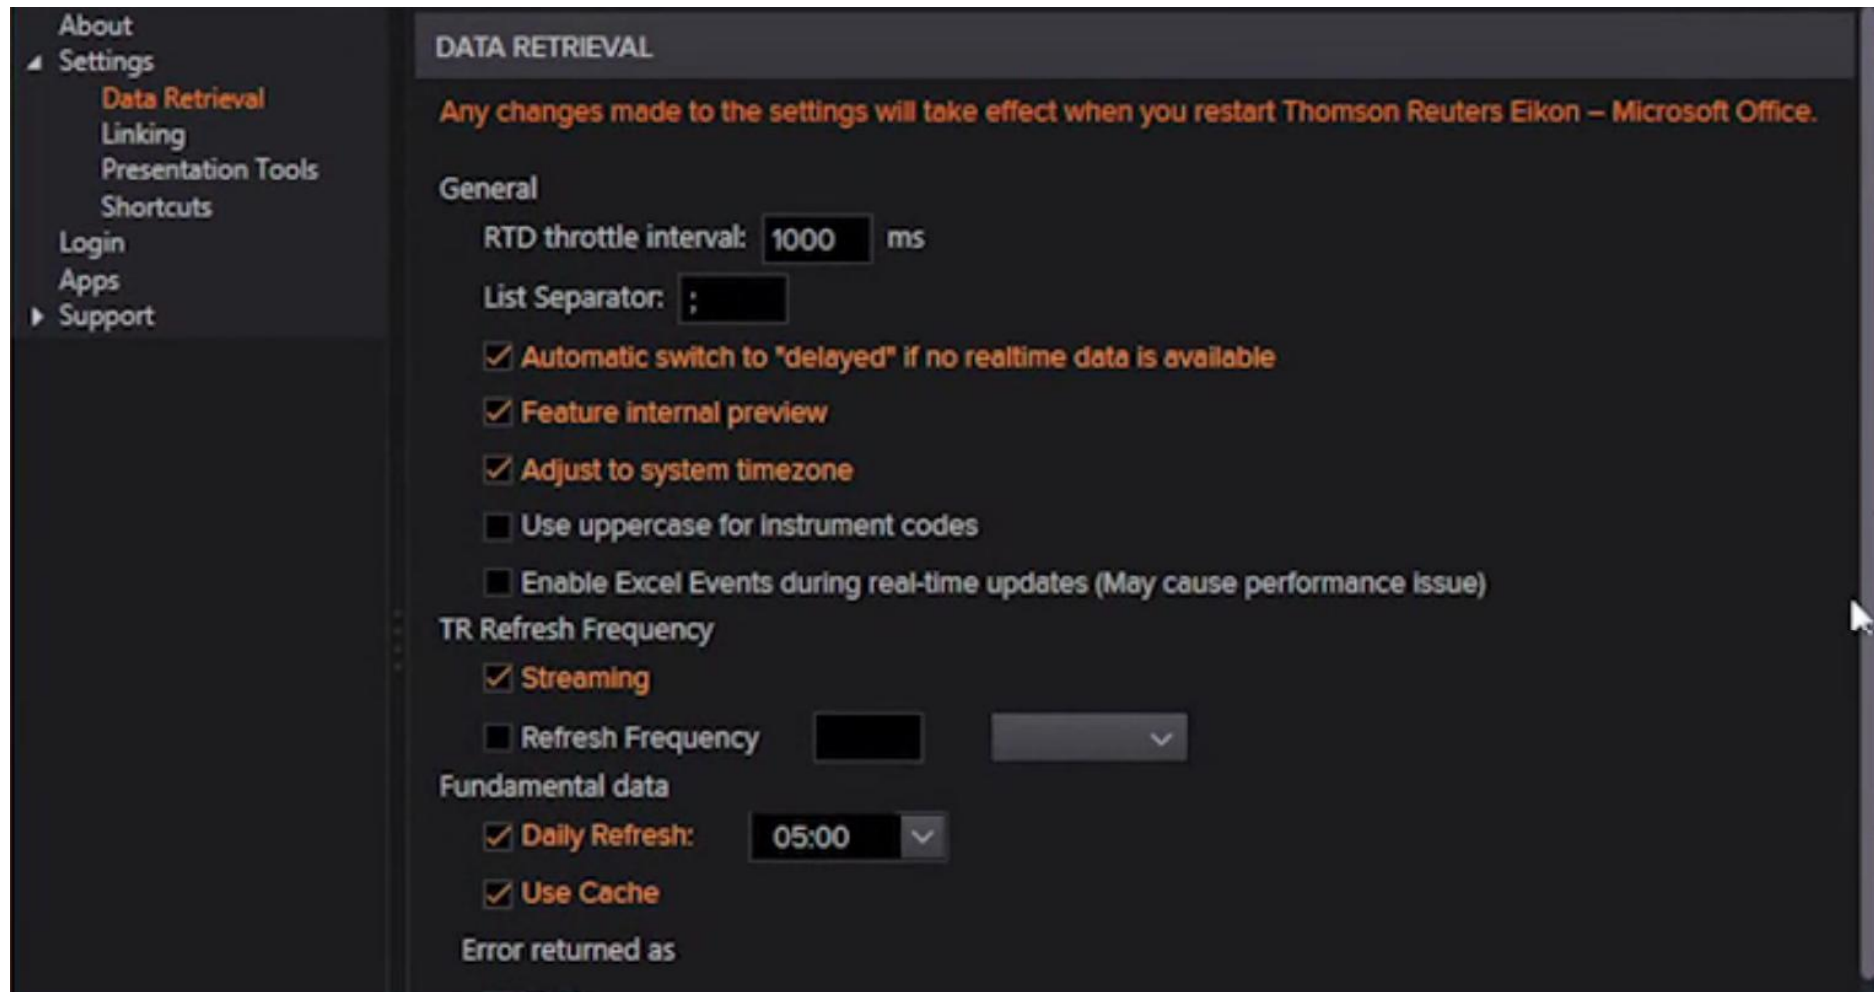 About
Settings
Data Retrieval
Linking
Presentation Tools
Shortcuts
Login
Apps
Support
DATA RETRIEVAL
Any changes made to the settings will take effect when you restart Thomson Reuters Eikon – Microsoft Office.
General
RTD throttle interval: 1000 ms
List Separator: ;
Automatic switch to "delayed" if no realtime data is available
Feature internal preview
Adjust to system timezone
Use uppercase for instrument codes
Enable Excel Events during real-time updates (May cause performance issue)
TR Refresh Frequency
Streaming
Refresh Frequency
Fundamental data
Daily Refresh: 05:00
Use Cache
Error returned as